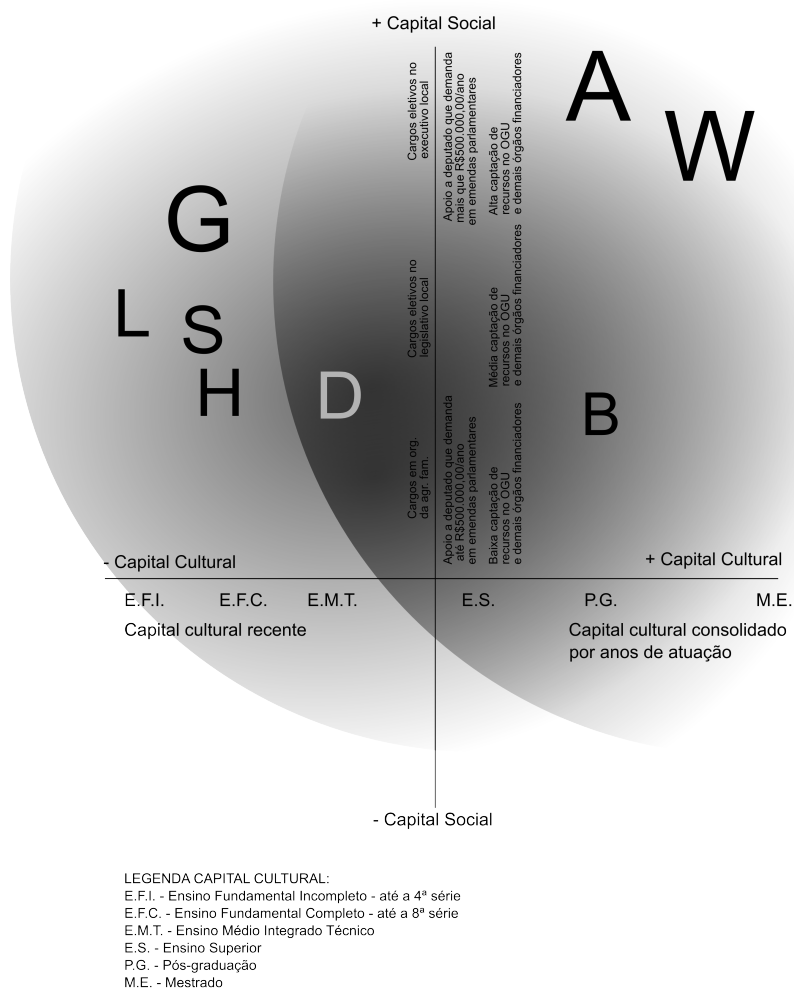 + Capital Social
A
W
G
L
S
H
D
B
Cargos eletivos no
executivo local
Apoio a deputado que demanda
mais que R$500.000,00/ano
em emendas parlamentares
Alta captação de
recursos no OGU
e demais órgãos financiadores
Cargos eletivos no
legislativo local
Média captação de
recursos no OGU
e demais órgãos financiadores
Cargos em org.
da agr. fam.
Apoio a deputado que demanda
até R$500.000,00/ano
em emendas parlamentares
Baixa captação de
recursos no OGU
e demais órgãos financiadores
- Capital Cultural
+ Capital Cultural
E.F.I. E.F.C. E.M.T. E.S. P.G. M.E.
Capital cultural recente
Capital cultural consolidado
por anos de atuação
- Capital Social
LEGENDA CAPITAL CULTURAL:
E.F.I. - Ensino Fundamental Incompleto - até a 4ª série
E.F.C. - Ensino Fundamental Completo - até a 8ª série
E.M.T. - Ensino Médio Integrado Técnico
E.S. - Ensino Superior
P.G. - Pós-graduação
M.E. - Mestrado